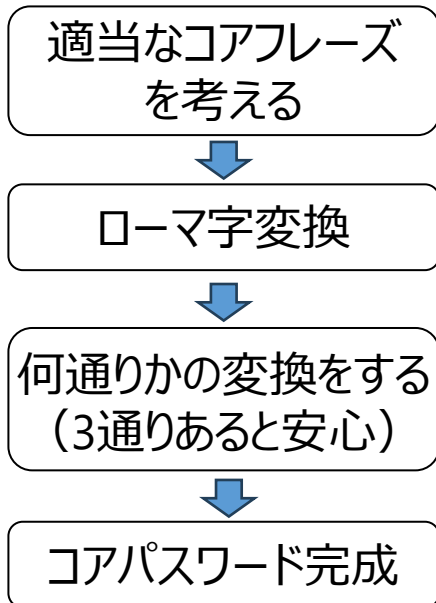 適当なコアフレーズ
を考える
ローマ字変換
何通りかの変換をする
（3通りあると安心）
コアパスワード完成